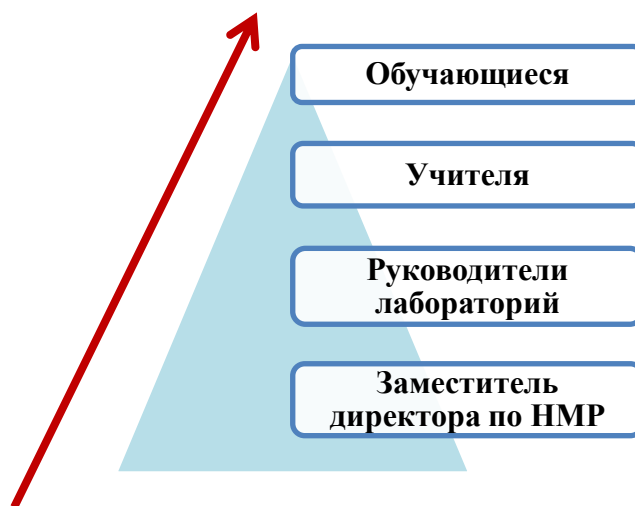 Обучающиеся
Учителя
Руководители
лабораторий
Заместитель
директора по НМР